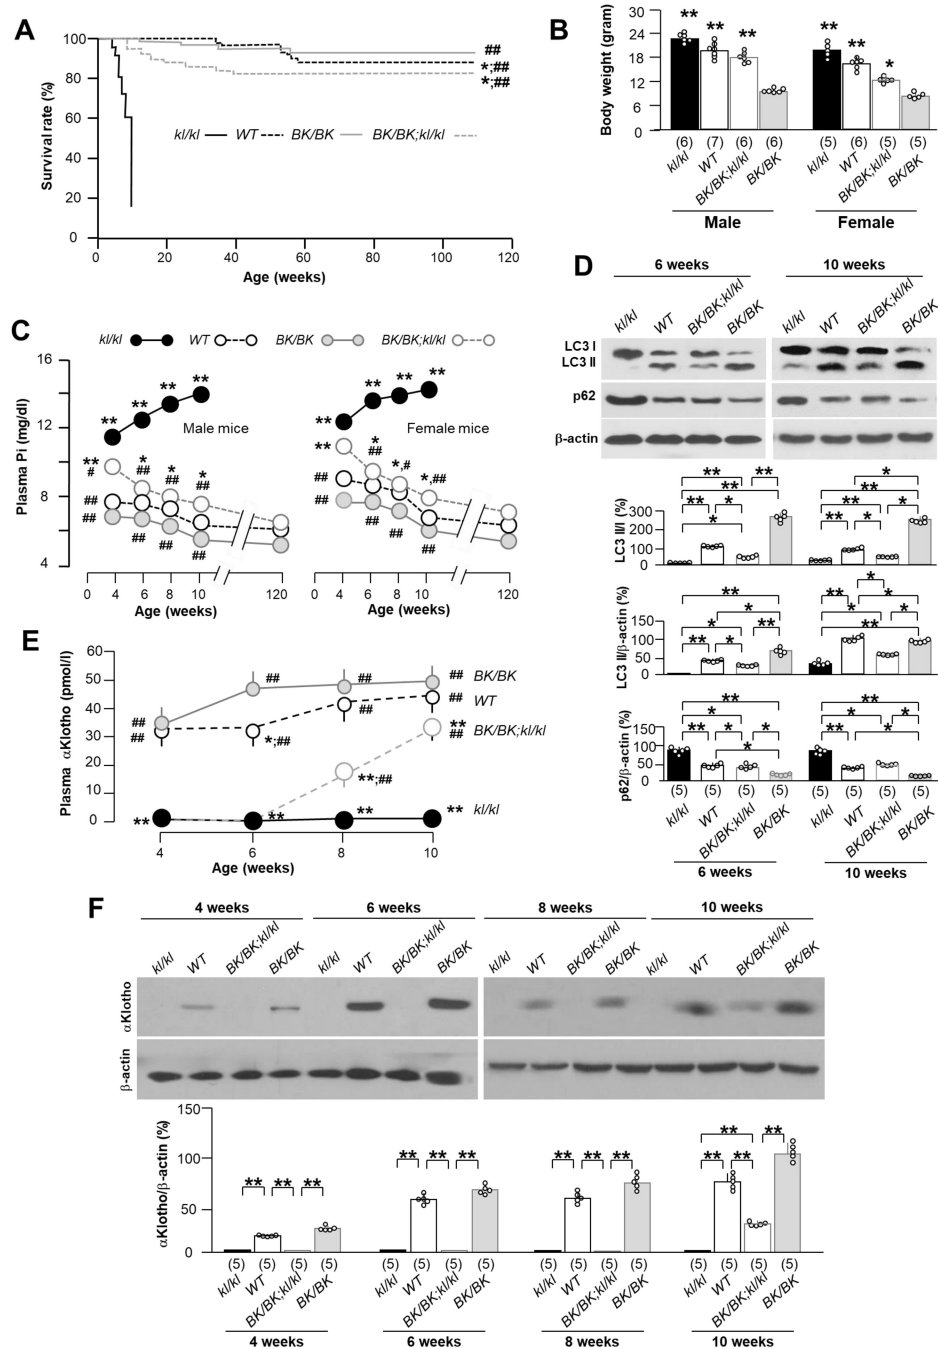 A
Survival rate (%)
100
80
60
40
20
0
kl/kl WT BK/BK BK/BK;kl/kl
##
*;##
*;##
0 20 40 60 80 100 120
Age (weeks)
B
Body weight (gram)
30
24
18
12
6
0
** ** ** ** ** *
(6) (7) (6) (6) (5) (6) (5) (5)
kl/kl WT BK/BK;kl/kl BK/BK kl/kl WT BK/BK;kl/kl BK/BK
Male Female
C
kl/kl WT BK/BK BK/BK;kl/kl
Plasma Pi (mg/dl)
16
12
8
4
Male mice Female mice
** ** ** **
** ** ** **
** # * ## * ## * ##
** * ## *,# *,##
## ## ## ## ##
## ## ## ## ##
0 4 6 8 10 120 0 4 6 8 10 120
Age (weeks) Age (weeks)
D
6 weeks 10 weeks
kl/kl WT BK/BK;kl/kl BK/BK kl/kl WT BK/BK;kl/kl BK/BK
LC3 I
LC3 II
p62
β-actin
LC3 II/I (%)
300
200
100
0
** ** ** ** * *
* ** ** * ** *
LC3 II/β-actin (%)
150
100
50
0
** * * ** * **
* ** * ** * * **
p62/β-actin (%)
150
100
50
0
** * ** * * *
** * * ** *
(5) (5) (5) (5) (5) (5) (5) (5)
kl/kl WT BK/BK;kl/kl BK/BK kl/kl WT BK/BK;kl/kl BK/BK
6 weeks 10 weeks
E
Plasma αKlotho (pmol/l)
60
50
40
30
20
10
0
## ## ## ## BK/BK
## *;## ## ## WT
**;## ** ## BK/BK;kl/kl
** ** ** ** kl/kl
4 6 8 10
Age (weeks)
F
4 weeks 6 weeks 8 weeks 10 weeks
kl/kl WT BK/BK;kl/kl BK/BK kl/kl WT BK/BK;kl/kl BK/BK kl/kl WT BK/BK;kl/kl BK/BK kl/kl WT BK/BK;kl/kl BK/BK
αKlotho
β-actin
αKlotho/β-actin (%)
150
100
50
0
** ** ** ** ** ** ** ** ** ** ** ** **
(5) (5) (5) (5) (5) (5) (5) (5) (5) (5) (5) (5) (5) (5) (5) (5)
kl/kl WT BK/BK;kl/kl BK/BK kl/kl WT BK/BK;kl/kl BK/BK kl/kl WT BK/BK;kl/kl BK/BK kl/kl WT BK/BK;kl/kl BK/BK
4 weeks 6 weeks 8 weeks 10 weeks